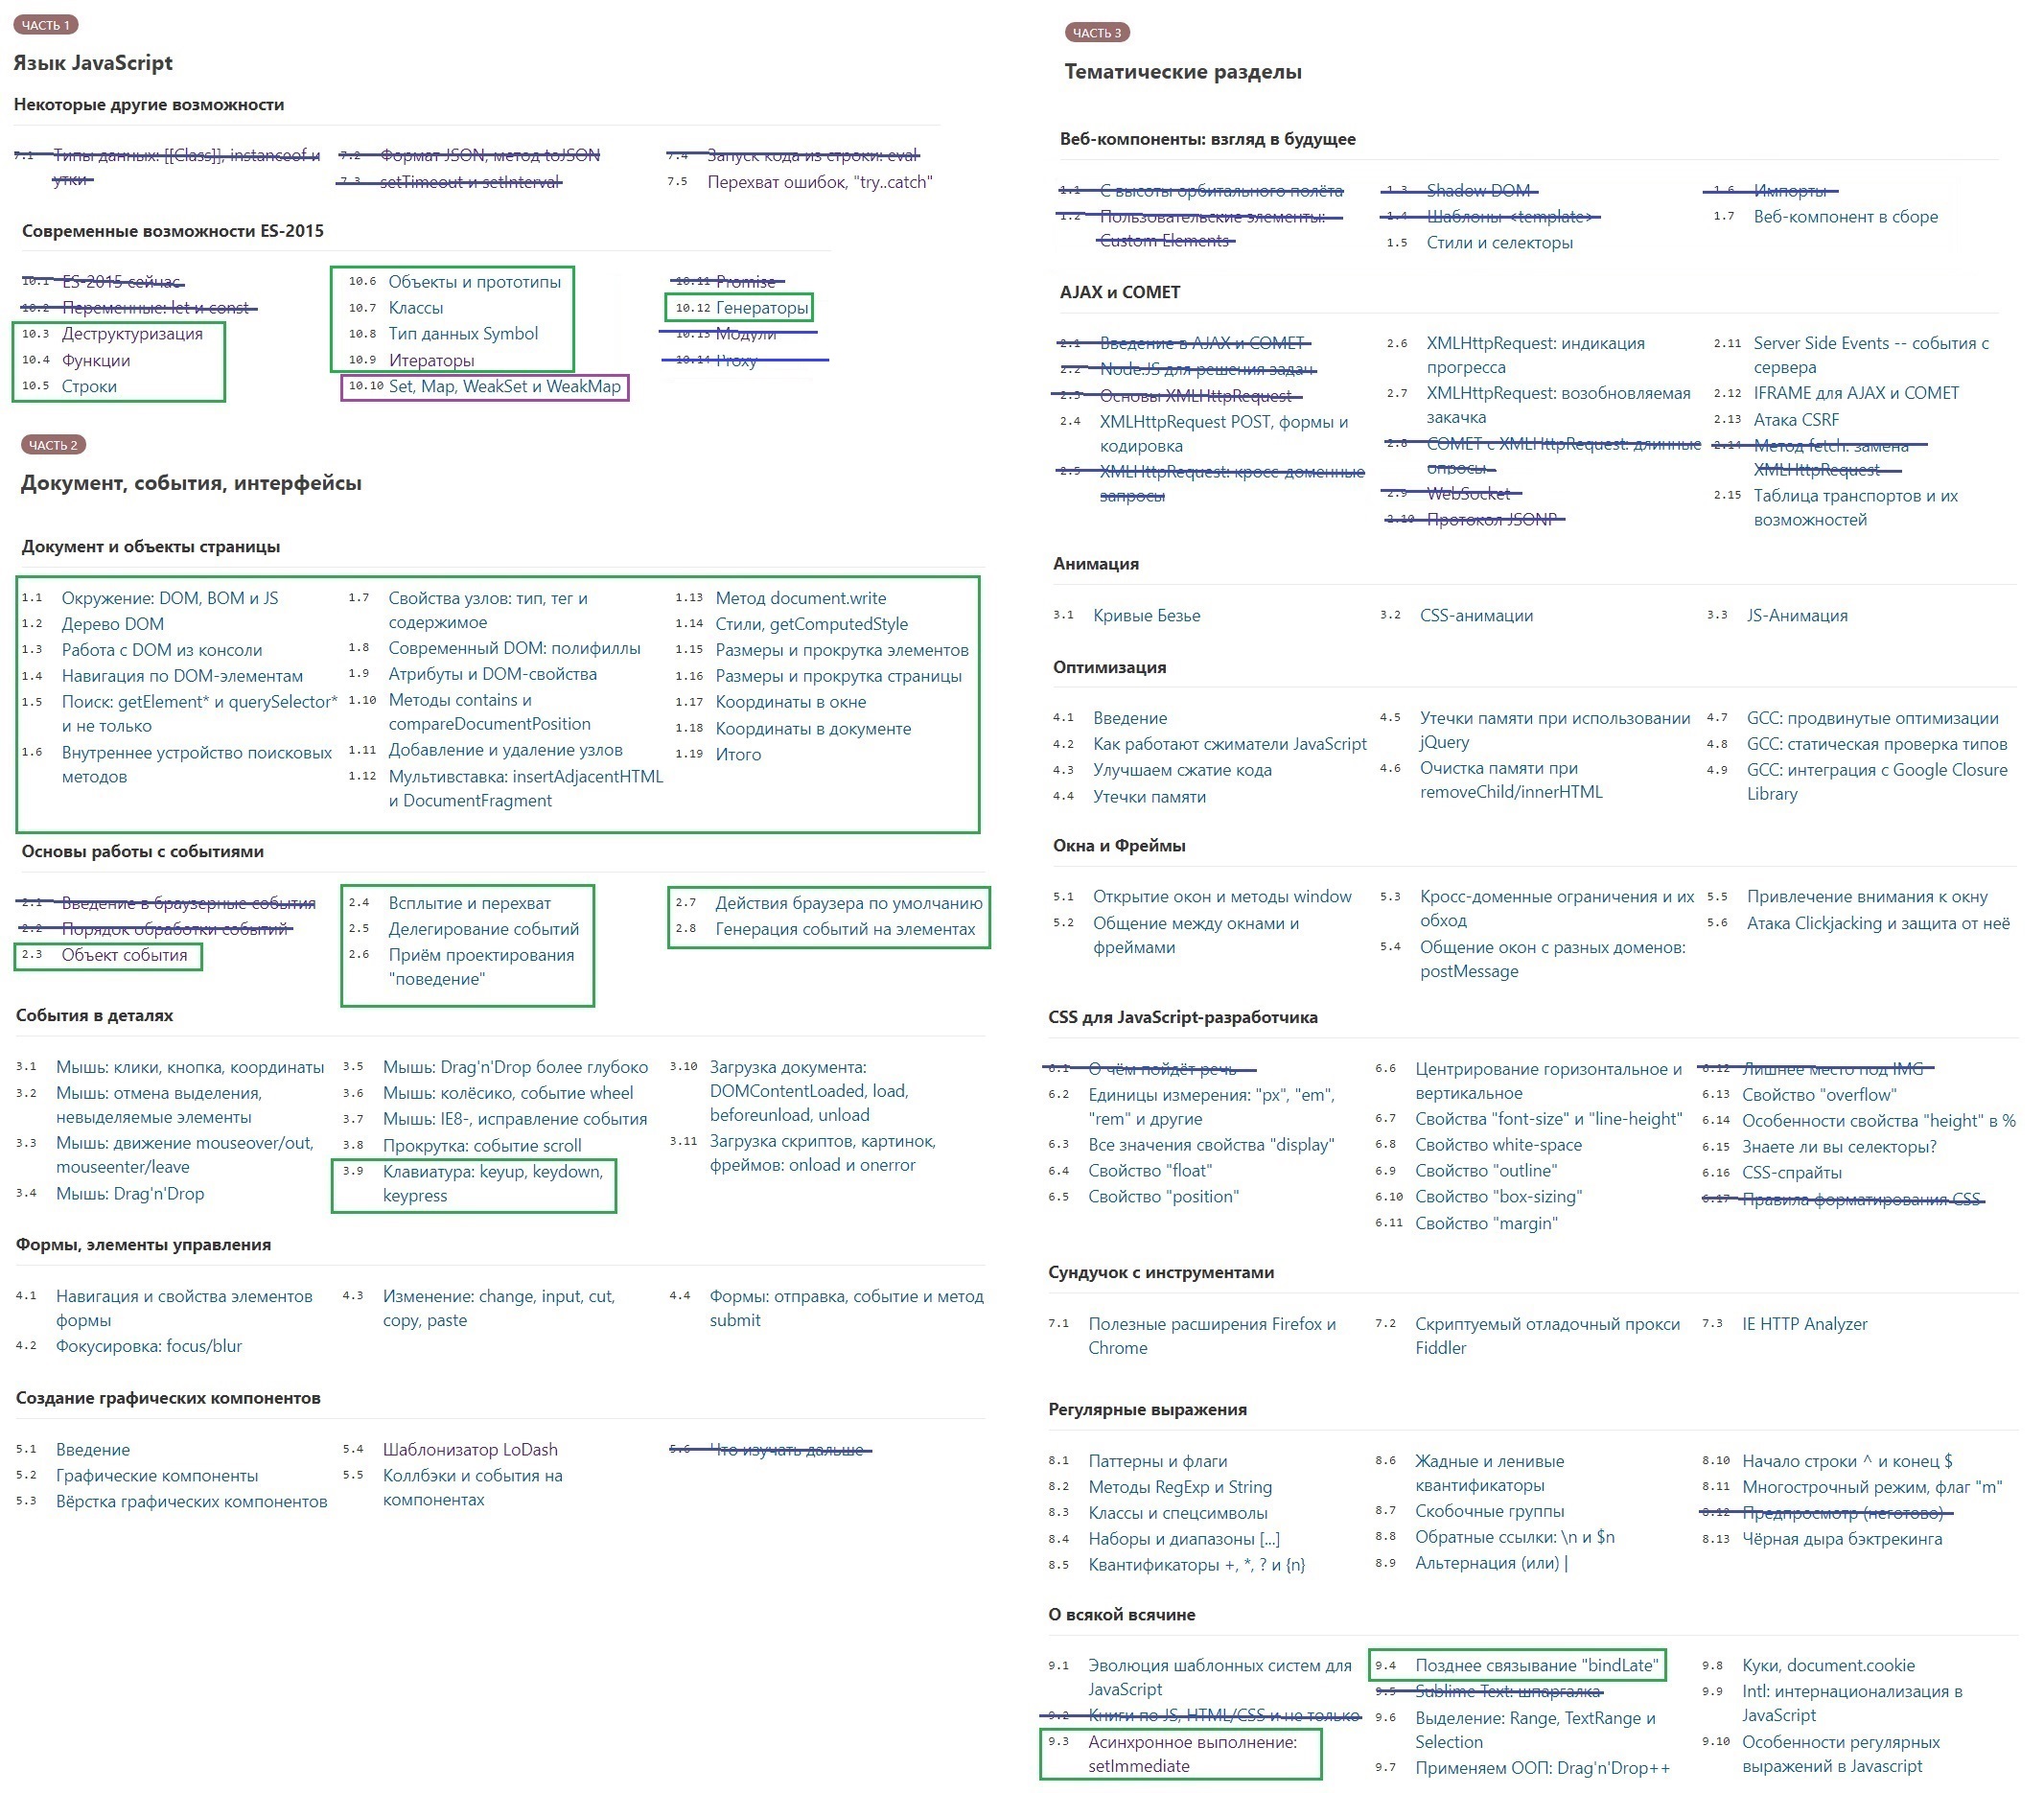 ЧАСТЬ 1
Язык JavaScript
Некоторые другие возможности
7.1 Типы данных: [[Class]], instanceof и
утки
7.2 Формат JSON, метод toJSON
7.3 setTimeout и setInterval
7.4 Запуск кода из строки: eval
7.5 Перехват ошибок, "try..catch"
Современные возможности ES-2015
10.1 ES-2015 сейчас
10.2 Переменные: let и const
10.3 Деструктуризация
10.4 Функции
10.5 Строки
10.6 Объекты и прототипы
10.7 Классы
10.8 Тип данных Symbol
10.9 Итераторы
10.10 Set, Map, WeakSet и WeakMap
10.11 Promise
10.12 Генераторы
10.13 Модули
10.14 Proxy
ЧАСТЬ 2
Документ, события, интерфейсы
Документ и объекты страницы
1.1 Окружение: DOM, BOM и JS
1.2 Дерево DOM
1.3 Работа с DOM из консоли
1.4 Навигация по DOM-элементам
1.5 Поиск: getElement* и querySelector*
и не только
1.6 Внутреннее устройство поисковых
методов
1.7 Свойства узлов: тип, тег и
содержимое
1.8 Современный DOM: полифиллы
1.9 Атрибуты и DOM-свойства
1.10 Методы contains и
compareDocumentPosition
1.11 Добавление и удаление узлов
1.12 Мультивставка: insertAdjacentHTML
и DocumentFragment
1.13 Метод document.write
1.14 Стили, getComputedStyle
1.15 Размеры и прокрутка элементов
1.16 Размеры и прокрутка страницы
1.17 Координаты в окне
1.18 Координаты в документе
1.19 Итого
Основы работы с событиями
2.1 Введение в браузерные события
2.2 Порядок обработки событий
2.3 Объект события
2.4 Всплытие и перехват
2.5 Делегирование событий
2.6 Приём проектирования
"поведение"
2.7 Действия браузера по умолчанию
2.8 Генерация событий на элементах
События в деталях
3.1 Мышь: клики, кнопка, координаты
3.2 Мышь: отмена выделения,
невыделяемые элементы
3.3 Мышь: движение mouseover/out,
mouseenter/leave
3.4 Мышь: Drag'n'Drop
3.5 Мышь: Drag'n'Drop более глубоко
3.6 Мышь: колёсико, событие wheel
3.7 Мышь: IE8-, исправление события
3.8 Прокрутка: событие scroll
3.9 Клавиатура: keyup, keydown,
keypress
3.10 Загрузка документа:
DOMContentLoaded, load,
beforeunload, unload
3.11 Загрузка скриптов, картинок,
фреймов: onload и onerror
Формы, элементы управления
4.1 Навигация и свойства элементов
формы
4.2 Фокусировка: focus/blur
4.3 Изменение: change, input, cut,
copy, paste
4.4 Формы: отправка, событие и метод
submit
Создание графических компонентов
5.1 Введение
5.2 Графические компоненты
5.3 Вёрстка графических компонентов
5.4 Шаблонизатор LoDash
5.5 Коллбэки и события на
компонентах
5.6 Что изучать дальше
ЧАСТЬ 3
Тематические разделы
Веб-компоненты: взгляд в будущее
1.1 С высоты орбитального полёта
1.2 Пользовательские элементы:
Custom Elements
1.3 Shadow DOM
1.4 Шаблоны <template>
1.5 Стили и селекторы
1.6 Импорты
1.7 Веб-компонент в сборе
AJAX и COMET
2.1 Введение в AJAX и COMET
2.2 Node.JS для решения задач
2.3 Основы XMLHttpRequest
2.4 XMLHttpRequest POST, формы и
кодировка
2.5 XMLHttpRequest: кросс-доменные
запросы
2.6 XMLHttpRequest: индикация
прогресса
2.7 XMLHttpRequest: возобновляемая
закачка
2.8 COMET с XMLHttpRequest: длинные
опросы
2.9 WebSocket
2.10 Протокол JSONP
2.11 Server Side Events -- события с
сервера
2.12 IFRAME для AJAX и COMET
2.13 Атака CSRF
2.14 Метод fetch: замена
XMLHttpRequest
2.15 Таблица транспортов и их
возможностей
Анимация
3.1 Кривые Безье
3.2 CSS-анимации
3.3 JS-Анимация
Оптимизация
4.1 Введение
4.2 Как работают сжиматели JavaScript
4.3 Улучшаем сжатие кода
4.4 Утечки памяти
4.5 Утечки памяти при использовании
jQuery
4.6 Очистка памяти при
removeChild/innerHTML
4.7 GCC: продвинутые оптимизации
4.8 GCC: статическая проверка типов
4.9 GCC: интеграция с Google Closure
Library
Окна и Фреймы
5.1 Открытие окон и методы window
5.2 Общение между окнами и
фреймами
5.3 Кросс-доменные ограничения и их
обход
5.4 Общение окон с разных доменов:
postMessage
5.5 Привлечение внимания к окну
5.6 Атака Clickjacking и защита от неё
CSS для JavaScript-разработчика
6.1 О чём пойдёт речь
6.2 Единицы измерения: "px", "em",
"rem" и другие
6.3 Все значения свойства "display"
6.4 Свойство "float"
6.5 Свойство "position"
6.6 Центрирование горизонтальное и
вертикальное
6.7 Свойства "font-size" и "line-height"
6.8 Свойство white-space
6.9 Свойство "outline"
6.10 Свойство "box-sizing"
6.11 Свойство "margin"
6.12 Лишнее место под IMG
6.13 Свойство "overflow"
6.14 Особенности свойства "height" в %
6.15 Знаете ли вы селекторы?
6.16 CSS-спрайты
6.17 Правила форматирования CSS
Сундучок с инструментами
7.1 Полезные расширения Firefox и
Chrome
7.2 Скриптуемый отладочный прокси
Fiddler
7.3 IE HTTP Analyzer
Регулярные выражения
8.1 Паттерны и флаги
8.2 Методы RegExp и String
8.3 Классы и спецсимволы
8.4 Наборы и диапазоны [...]
8.5 Квантификаторы +, *, ? и {n}
8.6 Жадные и ленивые
квантификаторы
8.7 Скобочные группы
8.8 Обратные ссылки: \n и $n
8.9 Альтернация (или) |
8.10 Начало строки ^ и конец $
8.11 Многострочный режим, флаг "m"
8.12 Предпросмотр (неготово)
8.13 Чёрная дыра бэктрекинга
О всякой всячине
9.1 Эволюция шаблонных систем для
JavaScript
9.2 Книги по JS, HTML/CSS и не только
9.3 Асинхронное выполнение:
setImmediate
9.4 Позднее связывание "bindLate"
9.5 Sublime Text: шпаргалка
9.6 Выделение: Range, TextRange и
Selection
9.7 Применяем ООП: Drag'n'Drop++
9.8 Куки, document.cookie
9.9 Intl: интернационализация в
JavaScript
9.10 Особенности регулярных
выражений в Javascript